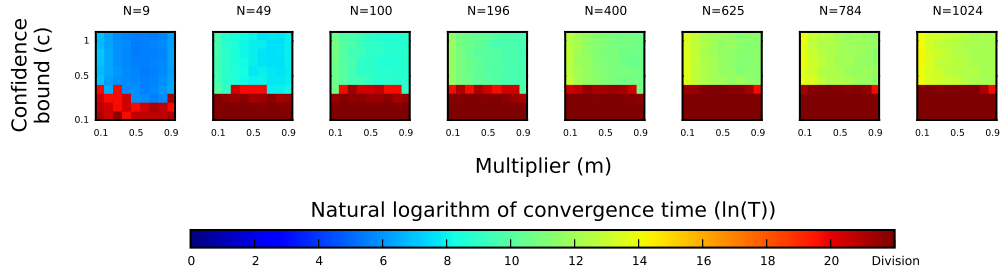 N=9 N=49 N=100 N=196 N=400 N=625 N=784 N=1024
Confidence
bound (c)
1
0.5
0.1
0.1 0.5 0.9 0.1 0.5 0.9 0.1 0.5 0.9 0.1 0.5 0.9 0.1 0.5 0.9 0.1 0.5 0.9 0.1 0.5 0.9 0.1 0.5 0.9
Multiplier (m)
Natural logarithm of convergence time (ln(T))
0 2 4 6 8 10 12 14 16 18 20 Division